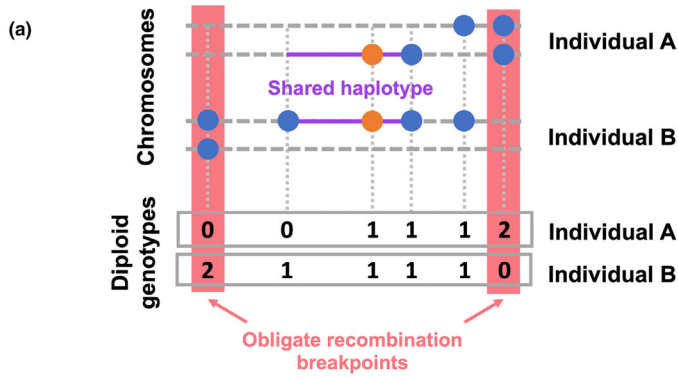 (a)
Chromosomes
Individual A
Shared haplotype
Individual B
Diploid
genotypes
0 0 1 1 1 2
Individual A
2 1 1 1 1 0
Individual B
Obligate recombination
breakpoints